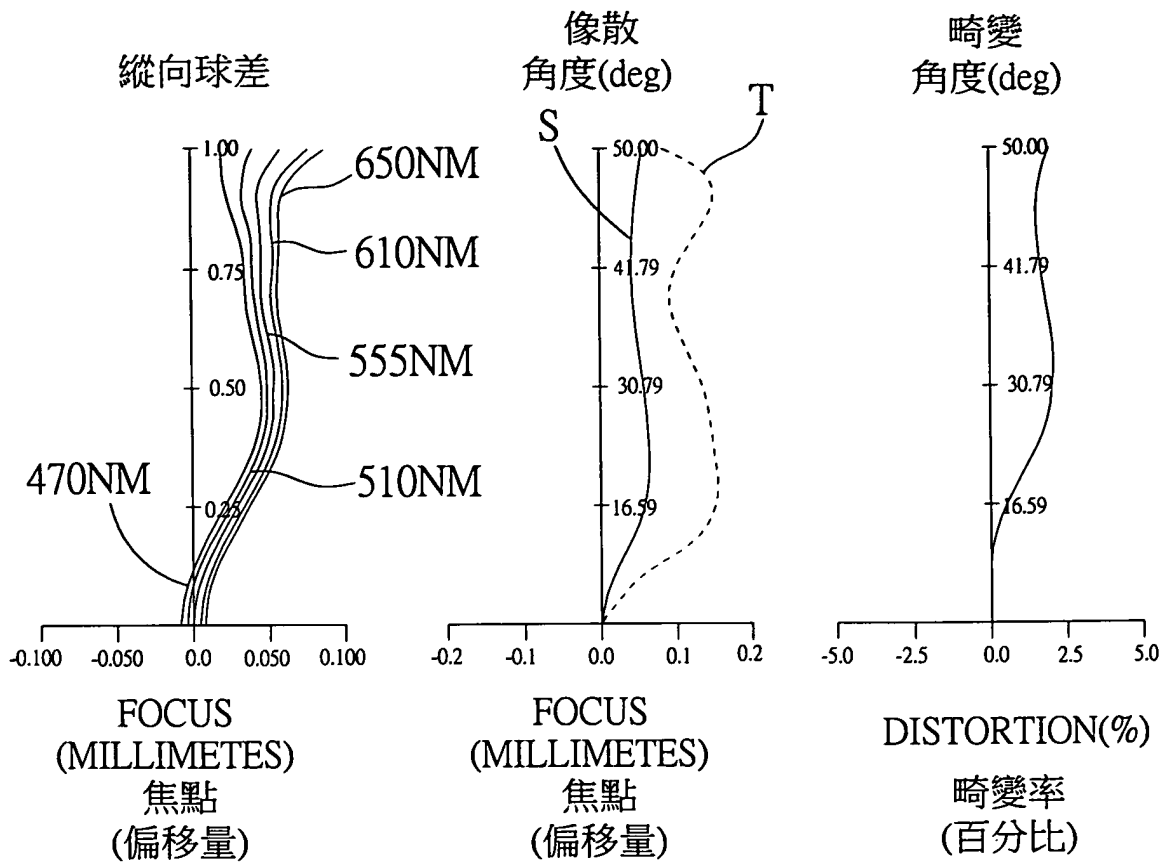 縱向球差
1.00
0.75
0.50
0.25
650NM
610NM
555NM
510NM
470NM
-0.100 -0.050 0.0 0.050 0.100
FOCUS
(MILLIMETES)
焦點
(偏移量)
像散
角度(deg)
S
T
50.00
41.79
30.79
16.59
-0.2 -0.1 0.0 0.1 0.2
FOCUS
(MILLIMETES)
焦點
(偏移量)
畸變
角度(deg)
50.00
41.79
30.79
16.59
-5.0 -2.5 0.0 2.5 5.0
DISTORTION(%)
畸變率
(百分比)